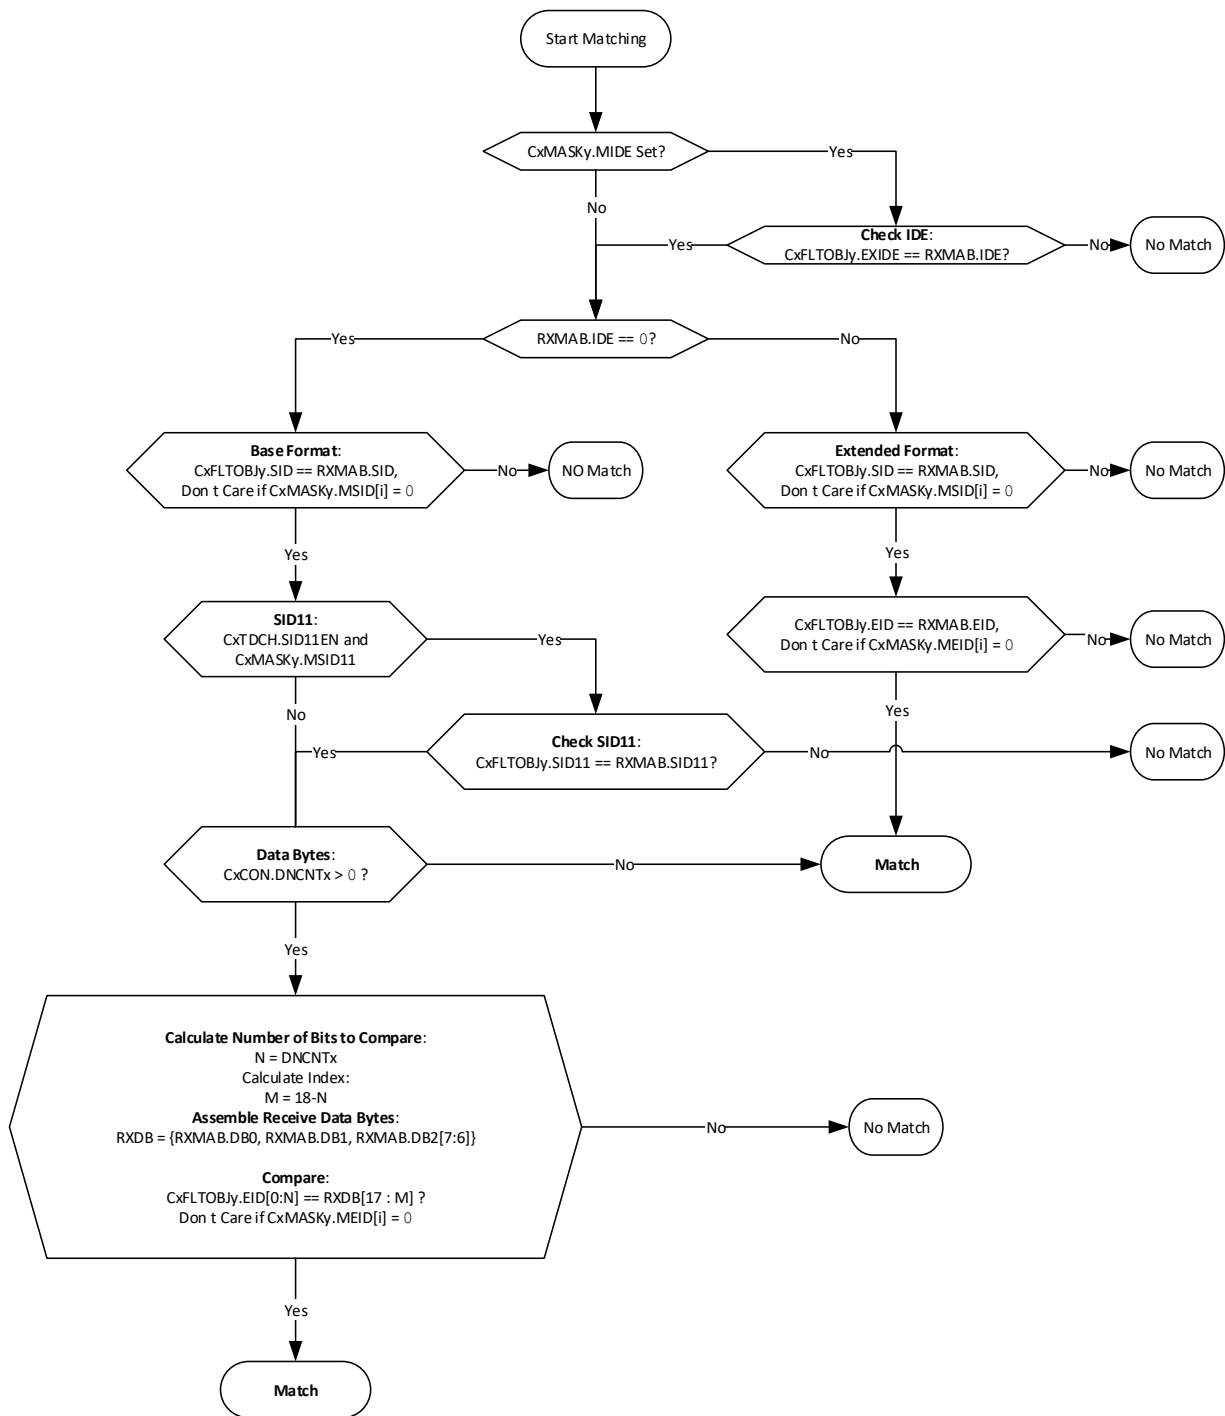 Start Matching
CxMASKy.MIDE Set?
Yes
No
Check IDE:
CxFLTOBJy.EXIDE == RXMAB.IDE?
Yes
No
No Match
RXMAB.IDE == 0?
Yes
No
Base Format:
CxFLTOBJy.SID == RXMAB.SID,
Don t Care if CxMASKy.MSID[i] = 0
No
NO Match
Extended Format:
CxFLTOBJy.SID == RXMAB.SID,
Don t Care if CxMASKy.MSID[i] = 0
No
No Match
Yes
Yes
SID11:
CxTDCH.SID11EN and
CxMASKy.MSID11
Yes
CxFLTOBJy.EID == RXMAB.EID,
Don t Care if CxMASKy.MEID[i] = 0
No
No Match
No
Yes
Yes
Check SID11:
CxFLTOBJy.SID11 == RXMAB.SID11?
No
No Match
Data Bytes:
CxCON.DNCNTx > 0 ?
No
Match
Yes
Calculate Number of Bits to Compare:
N = DNCNTx
Calculate Index:
M = 18-N
Assemble Receive Data Bytes:
RXDB = {RXMAB.DB0, RXMAB.DB1, RXMAB.DB2[7:6]}
Compare:
CxFLTOBJy.EID[0:N] == RXDB[17 : M] ?
Don t Care if CxMASKy.MEID[i] = 0
No
No Match
Yes
Match